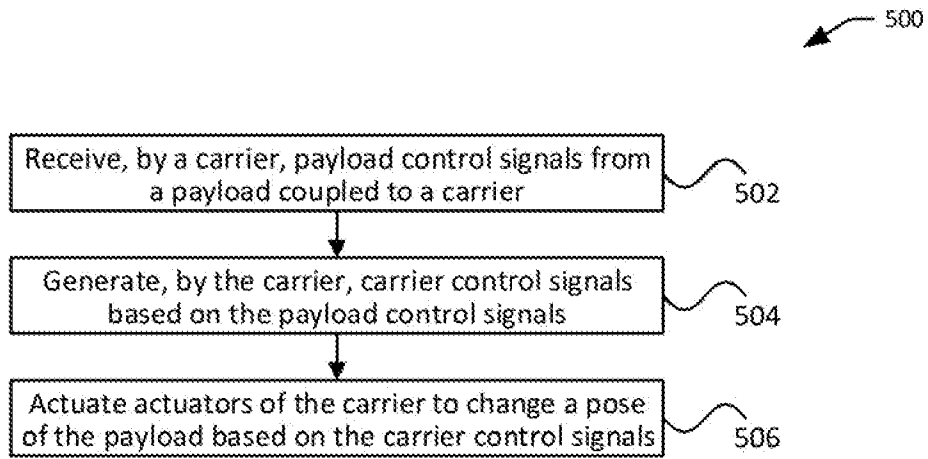 500
Receive, by a carrier, payload control signals from
a payload coupled to a carrier
502
Generate, by the carrier, carrier control signals
based on the payload control signals
504
Actuate actuators of the carrier to change a pose
of the payload based on the carrier control signals
506